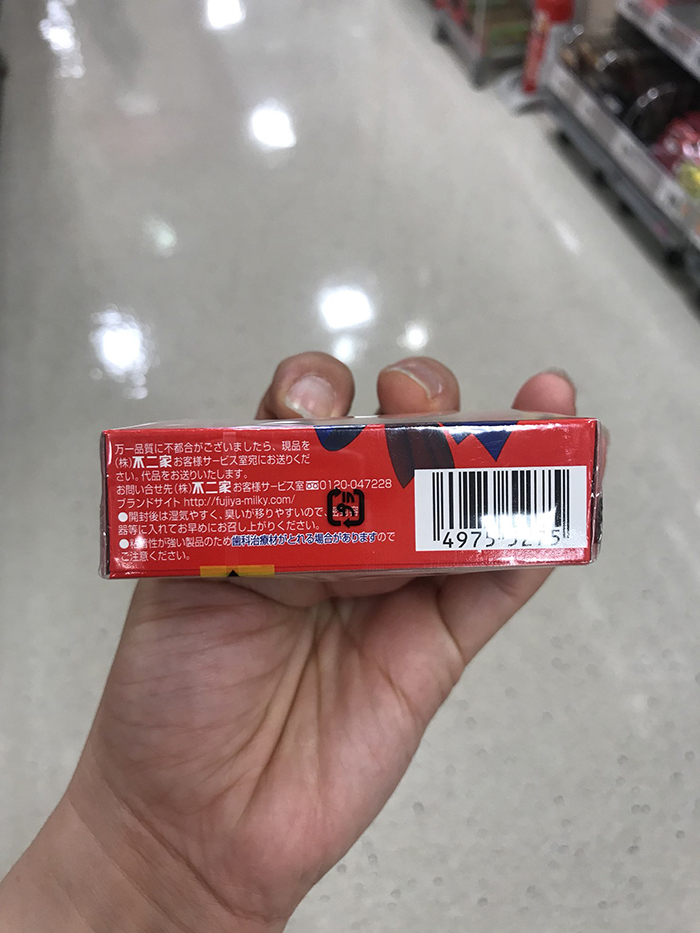 万一品質に不都合がございましたら、現品を
(株)不二家お客様サービス室宛にお送りくだ
さい。代品をお送りいたします。
お問い合せ先(株)不二家お客様サービス室 0120-047228
ブランドサイト http://fujiya-milky.com/
●開封後は湿気やすく、臭いが移りやすいので、
器等に入れてお早めにお召し上がりください。
性が強い製品のため歯科治療材がとれる場合がありますので
ご注意ください。
4975